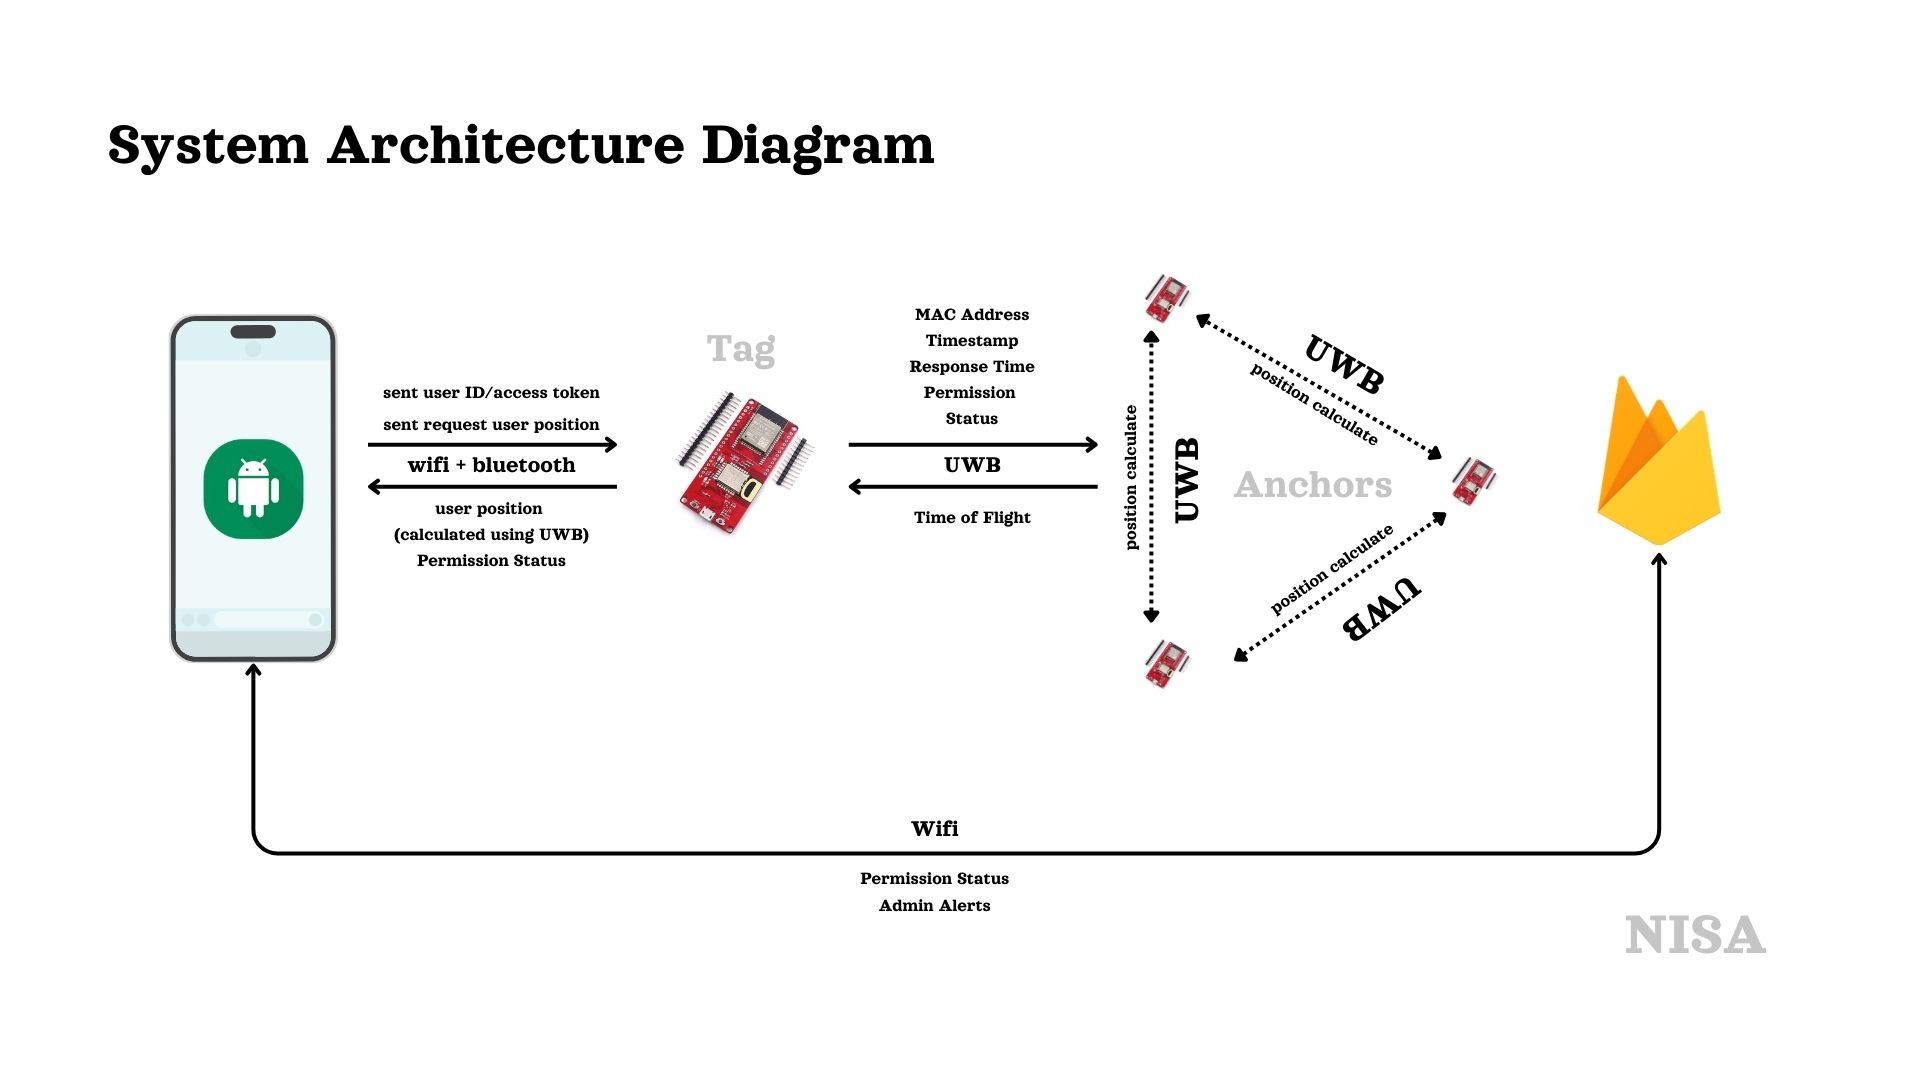 System Architecture Diagram
sent user ID/access token
sent request user position
wifi + bluetooth
user position
(calculated using UWB)
Permission Status
Tag
MAC Address
Timestamp
Response Time
Permission
Status
UWB
Time of Flight
position calculate
UWB
UWB
position calculate
Anchors
position calculate
UWB
Wifi
Permission Status
Admin Alerts
NISA